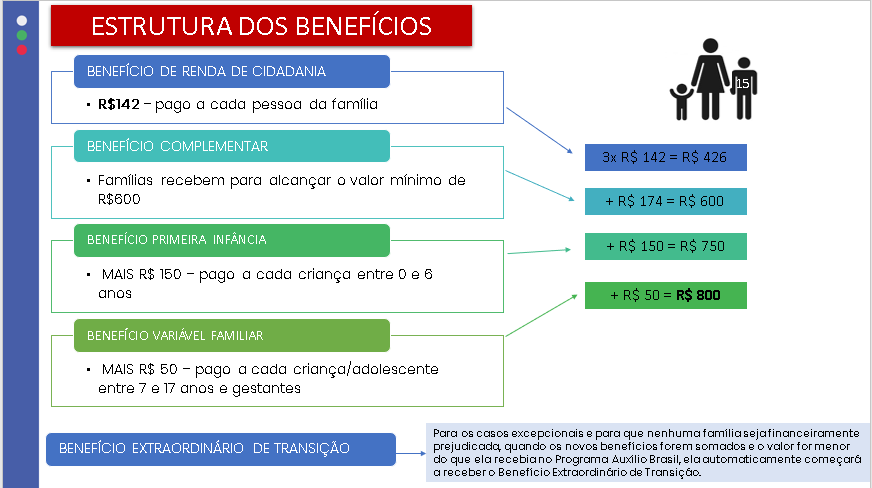 ESTRUTURA DOS BENEFÍCIOS
BENEFÍCIO DE RENDA DE CIDADANIA
• R$142 – pago a cada pessoa da família
BENEFÍCIO COMPLEMENTAR
• Famílias recebem para alcançar o valor mínimo de
R$600
BENEFÍCIO PRIMEIRA INFÂNCIA
• MAIS R$ 150 – pago a cada criança entre 0 e 6
anos
BENEFÍCIO VARIÁVEL FAMILIAR
• MAIS R$ 50 – pago a cada criança/adolescente
entre 7 e 17 anos e gestantes
15
3x R$ 142 = R$ 426
+ R$ 174 = R$ 600
+ R$ 150 = R$ 750
+ R$ 50 = R$ 800
BENEFÍCIO EXTRAORDINÁRIO DE TRANSIÇÃO
Para os casos excepcionais e para que nenhuma família seja financeiramente
prejudicada, quando os novos benefícios forem somados e o valor for menor
do que ela recebia no Programa Auxílio Brasil, ela automaticamente começará
a receber o Benefício Extraordinário de Transição.